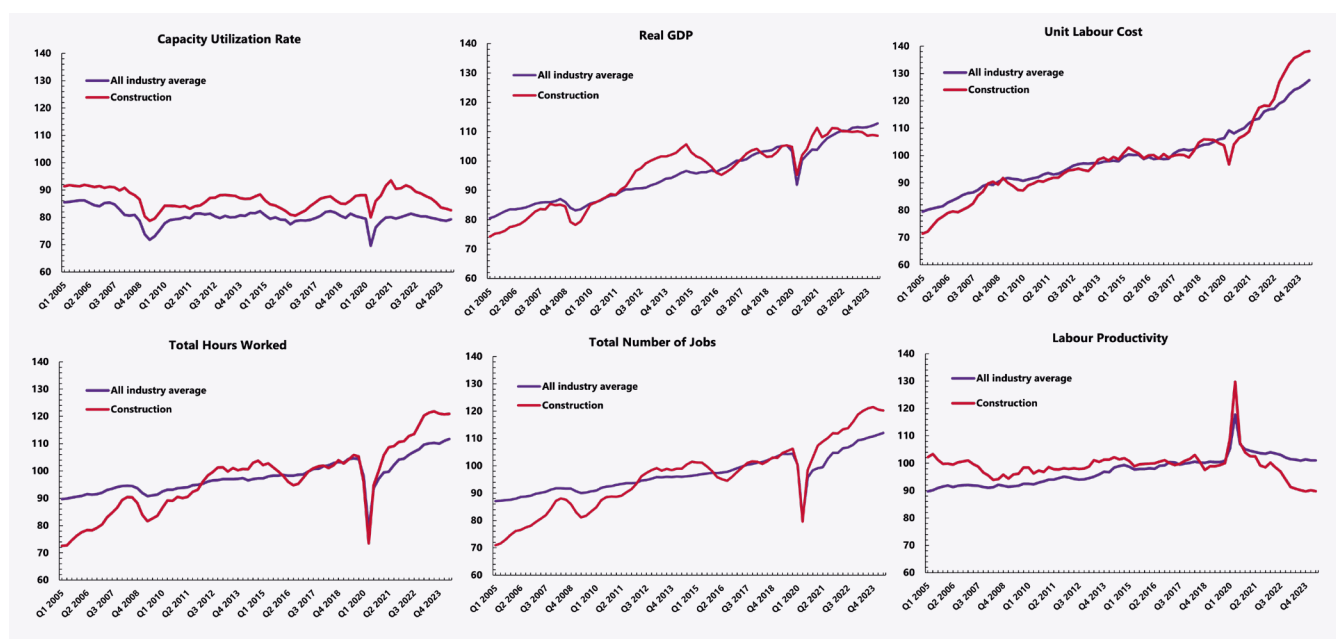 Capacity Utilization Rate
140
130
120
110
100
90
80
70
60
All industry average
Construction
Q1 2005
Q2 2006
Q3 2007
Q4 2008
Q1 2010
Q2 2011
Q3 2012
Q4 2013
Q1 2015
Q2 2016
Q3 2017
Q4 2018
Q1 2020
Q2 2021
Q3 2022
Q4 2023
Real GDP
140
130
120
110
100
90
80
70
60
All industry average
Construction
Q1 2005
Q2 2006
Q3 2007
Q4 2008
Q1 2010
Q2 2011
Q3 2012
Q4 2013
Q1 2015
Q2 2016
Q3 2017
Q4 2018
Q1 2020
Q2 2021
Q3 2022
Q4 2023
Unit Labour Cost
140
130
120
110
100
90
80
70
60
All industry average
Construction
Q1 2005
Q2 2006
Q3 2007
Q4 2008
Q1 2010
Q2 2011
Q3 2012
Q4 2013
Q1 2015
Q2 2016
Q3 2017
Q4 2018
Q1 2020
Q2 2021
Q3 2022
Q4 2023
Total Hours Worked
140
130
120
110
100
90
80
70
60
All industry average
Construction
Q1 2005
Q2 2006
Q3 2007
Q4 2008
Q1 2010
Q2 2011
Q3 2012
Q4 2013
Q1 2015
Q2 2016
Q3 2017
Q4 2018
Q1 2020
Q2 2021
Q3 2022
Q4 2023
Total Number of Jobs
140
130
120
110
100
90
80
70
60
All industry average
Construction
Q1 2005
Q2 2006
Q3 2007
Q4 2008
Q1 2010
Q2 2011
Q3 2012
Q4 2013
Q1 2015
Q2 2016
Q3 2017
Q4 2018
Q1 2020
Q2 2021
Q3 2022
Q4 2023
Labour Productivity
140
130
120
110
100
90
80
70
60
All industry average
Construction
Q1 2005
Q2 2006
Q3 2007
Q4 2008
Q1 2010
Q2 2011
Q3 2012
Q4 2013
Q1 2015
Q2 2016
Q3 2017
Q4 2018
Q1 2020
Q2 2021
Q3 2022
Q4 2023